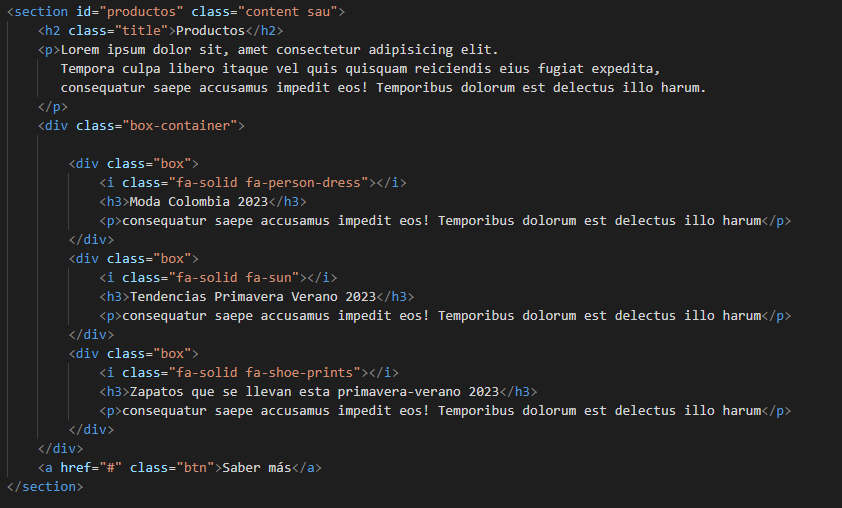 <section id="productos" class="content sau">
    <h2 class="title">Productos</h2>
    <p>Lorem ipsum dolor sit, amet consectetur adipisicing elit.
       Tempora culpa libero itaque vel quis quisquam reiciendis eius fugiat expedita,
       consequatur saepe accusamus impedit eos! Temporibus dolorum est delectus illo harum.
    </p>
    <div class="box-container">

        <div class="box">
            <i class="fa-solid fa-person-dress"></i>
            <h3>Moda Colombia 2023</h3>
            <p>consequatur saepe accusamus impedit eos! Temporibus dolorum est delectus illo harum</p>
        </div>
        <div class="box">
            <i class="fa-solid fa-sun"></i>
            <h3>Tendencias Primavera Verano 2023</h3>
            <p>consequatur saepe accusamus impedit eos! Temporibus dolorum est delectus illo harum</p>
        </div>
        <div class="box">
            <i class="fa-solid fa-shoe-prints"></i>
            <h3>Zapatos que se llevan esta primavera-verano 2023</h3>
            <p>consequatur saepe accusamus impedit eos! Temporibus dolorum est delectus illo harum</p>
        </div>
    </div>
    <a href="#" class="btn">Saber más</a>
</section>